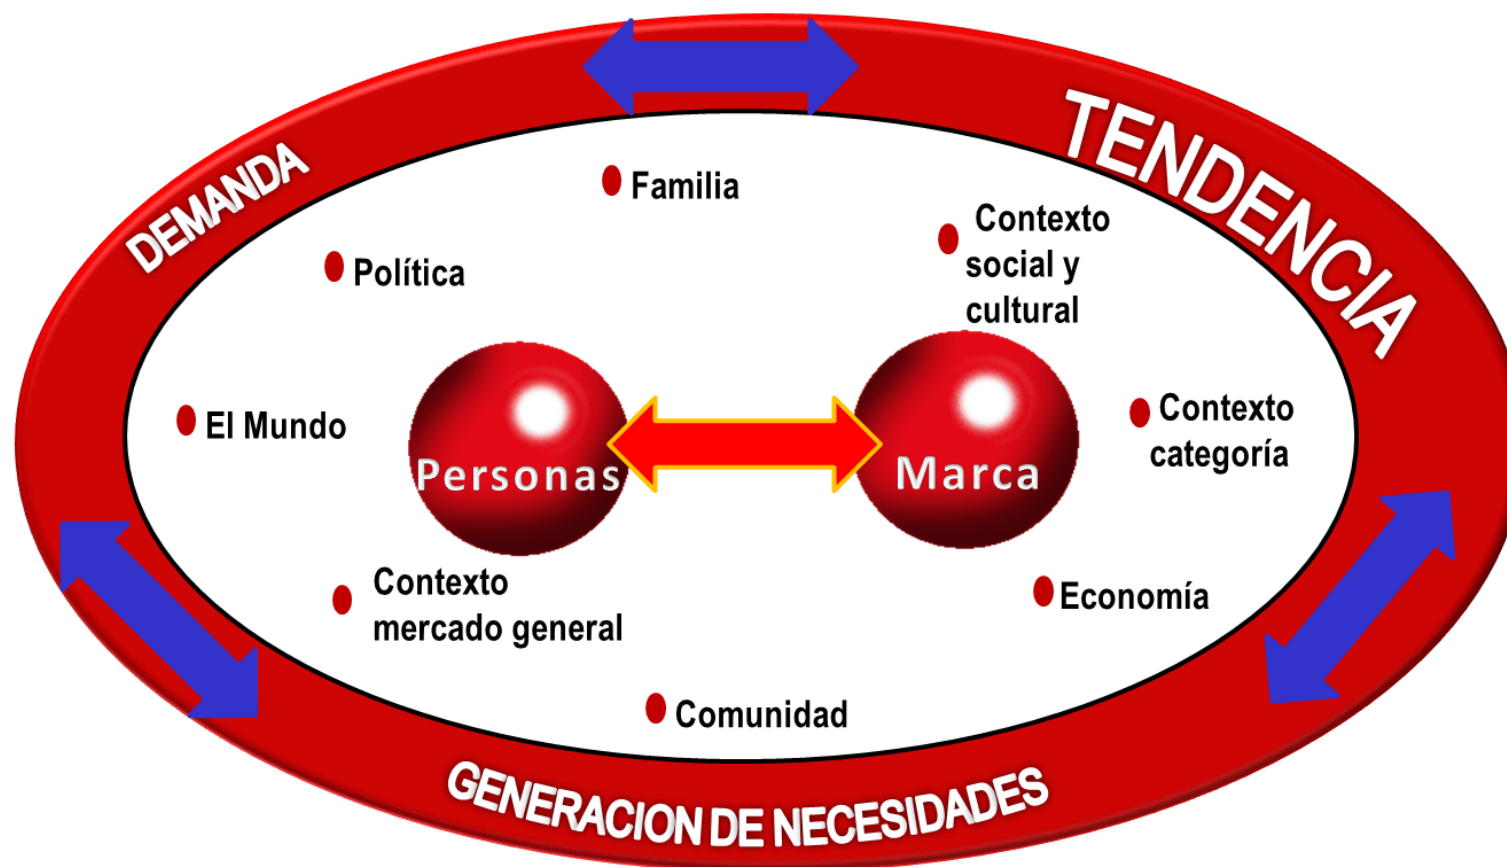 TENDENCIA
DEMANDA
Familia
Contexto
social y
cultural
Política
El Mundo
Contexto
categoría
Personas
Marca
Contexto
mercado general
Economía
Comunidad
GENERACION DE NECESIDADES